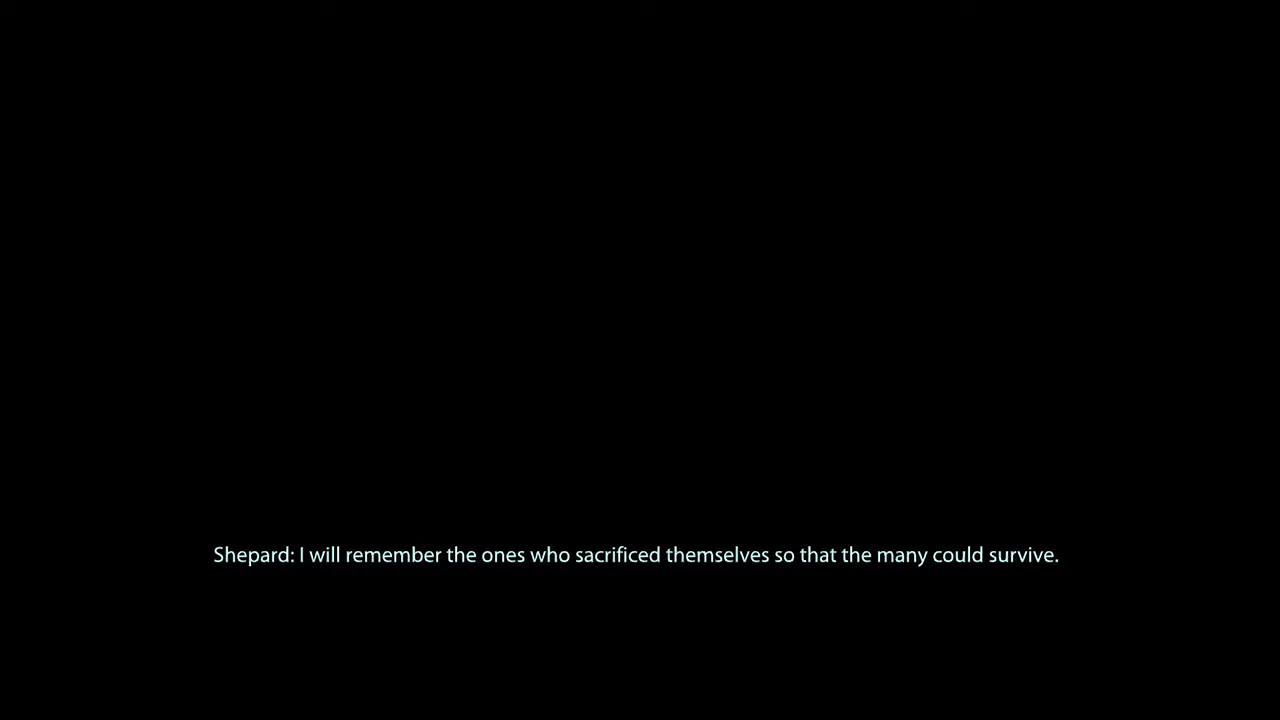 Shepard: I will remember the ones who sacrificed themselves so that the many could survive.